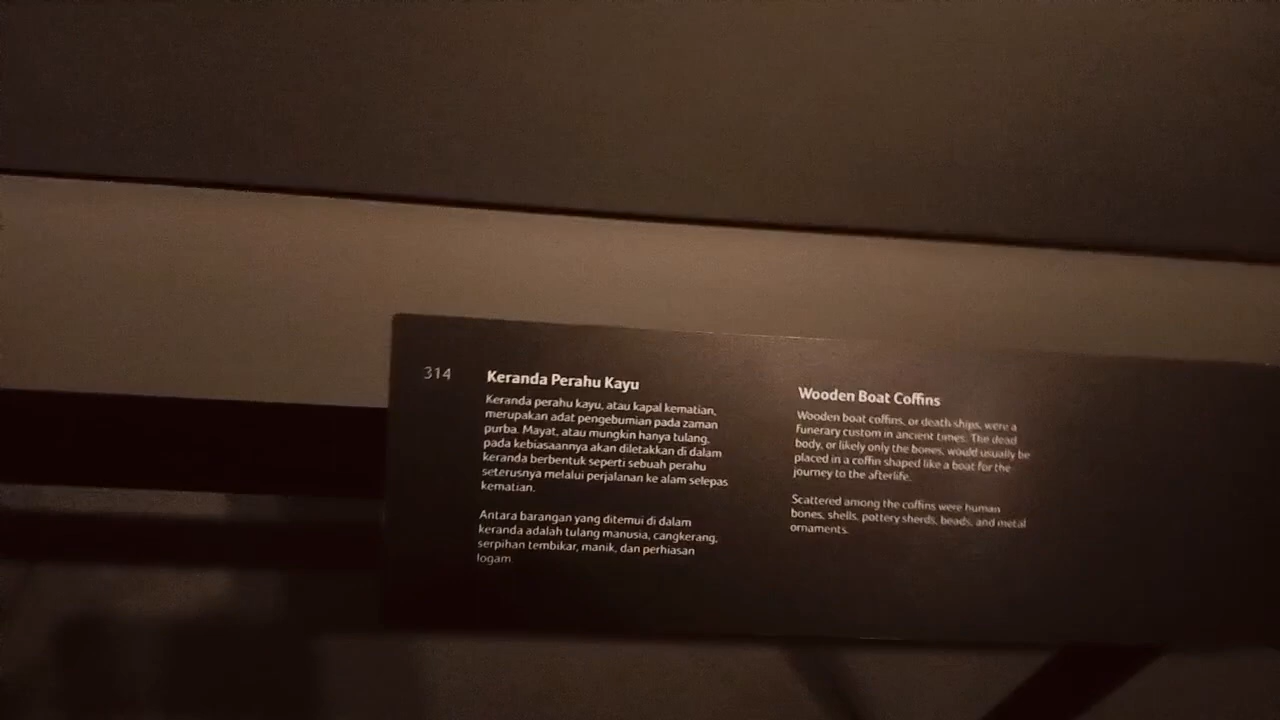 314
Keranda Perahu Kayu
Keranda perahu kayu, atau kapal kematian,
merupakan adat pengebumian pada zaman
purba. Mayat, atau mungkin hanya tulang,
pada kebiasaannya akan diletakkan di dalam
keranda berbentuk seperti sebuah perahu
seterusnya melalui perjalanan ke alam selepas
kematian.
Antara barangan yang ditemui di dalam
keranda adalah tulang manusia, cangkerang,
serpihan tembikar, manik, dan perhiasan
logam.
Wooden Boat Coffins
Wooden boat coffins, or death ships, were a
funerary custom in ancient times. The dead
body, or likely only the bones, would usually be
placed in a coffin shaped like a boat for the
journey to the afterlife.
Scattered among the coffins were human
bones, shells, pottery sherds, beads, and metal
ornaments.